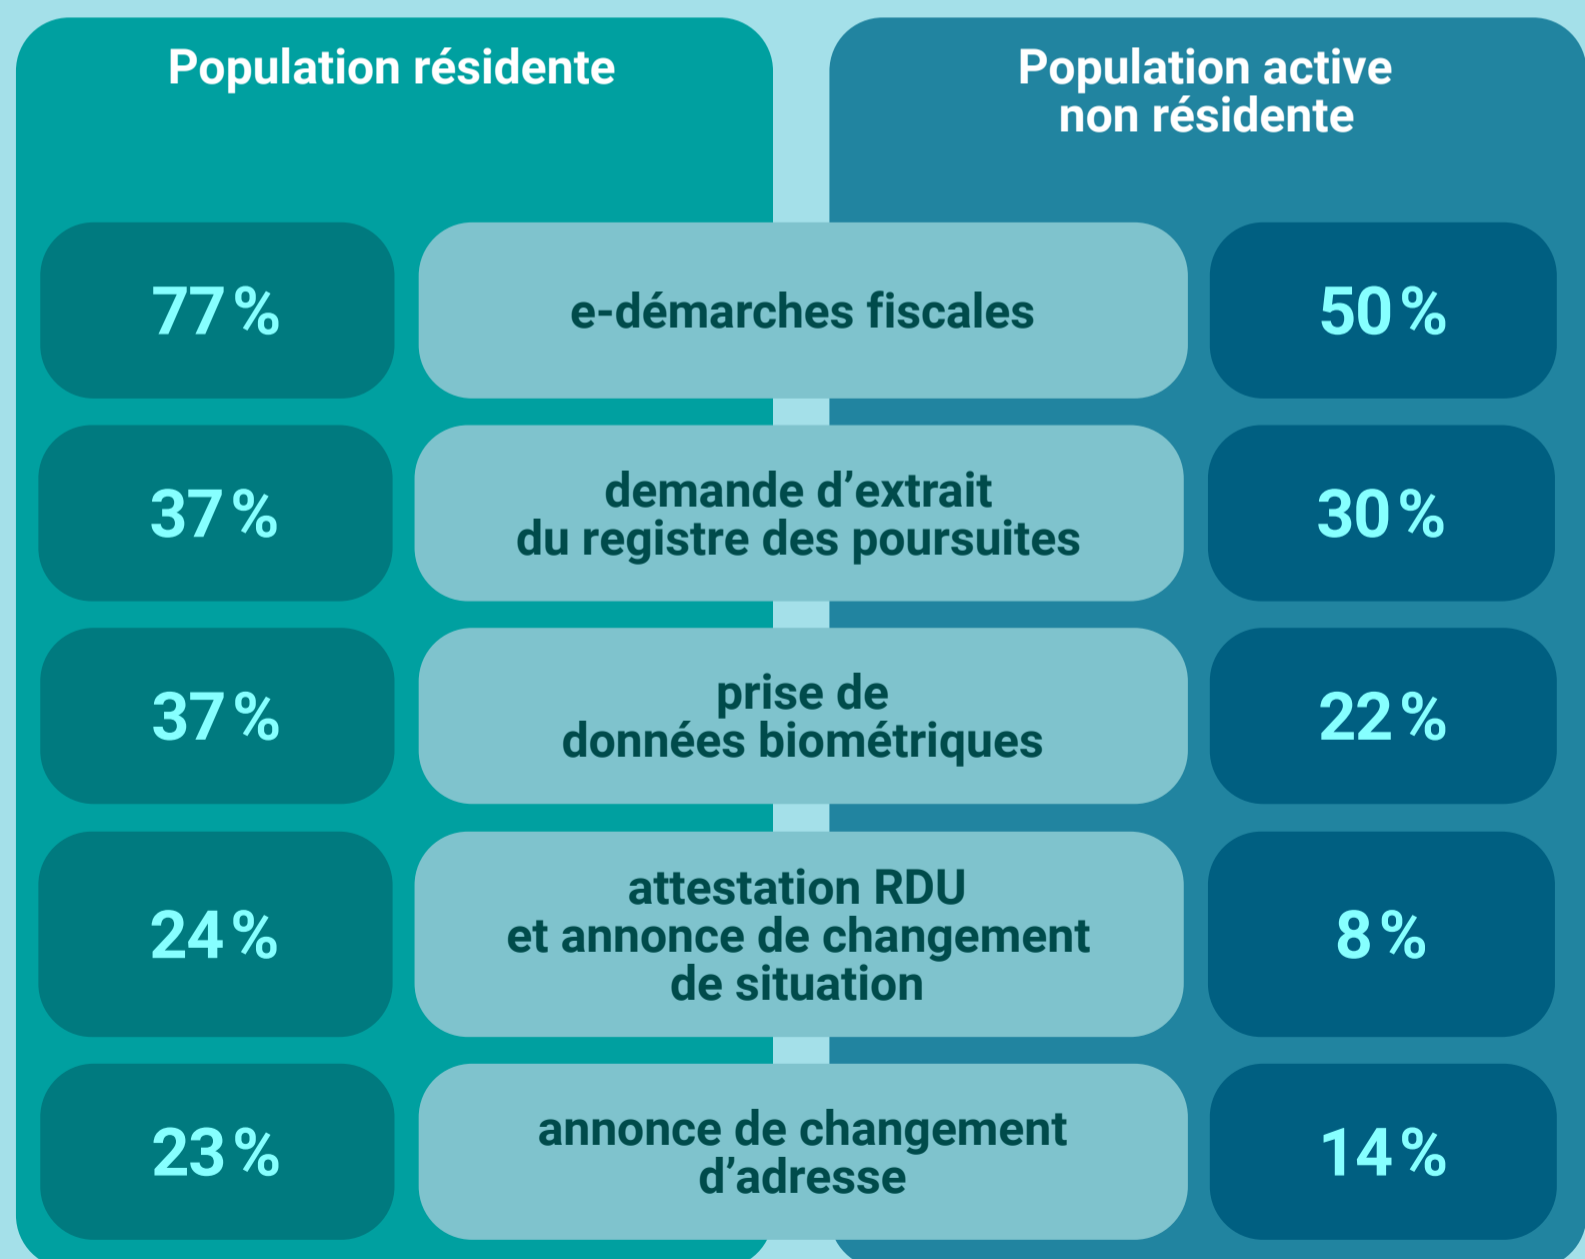 Population résidente
Population active
non résidente
77 %
e-démarches fiscales
50 %
37 %
demande d’extrait
du registre des poursuites
30 %
37 %
prise de
données biométriques
22 %
24 %
attestation RDU
et annonce de changement
de situation
8 %
23 %
annonce de changement
d’adresse
14 %